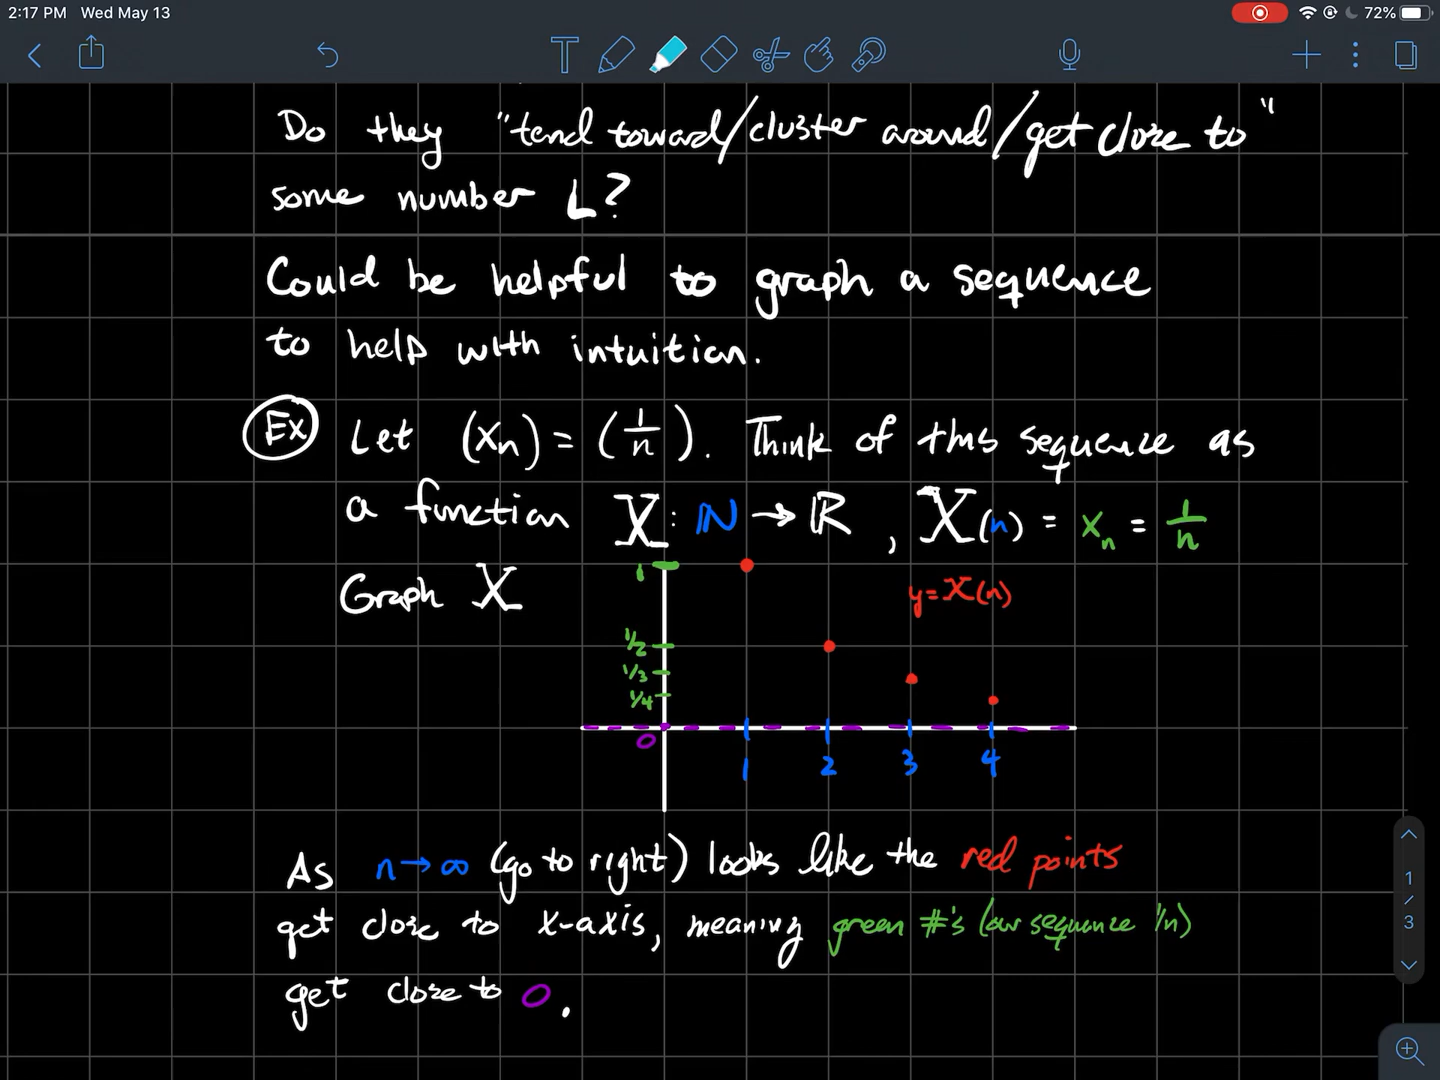 2:17 PM Wed May 13
72%
Do they "tend toward/cluster around/get close to"
some number L?
Could be helpful to graph a sequence
to help with intuition.
Ex Let (xn) = (1/n). Think of this sequence as
a function X: ℕ → ℝ, X(n) = xn = 1/n
Graph X
y = X(n)
1
1/2
1/3
1/4
0
1 2 3 4
As n → ∞ (go to right) looks like the red points
get close to x-axis, meaning green #'s (our sequence 1/n)
get close to 0.
1
/
3